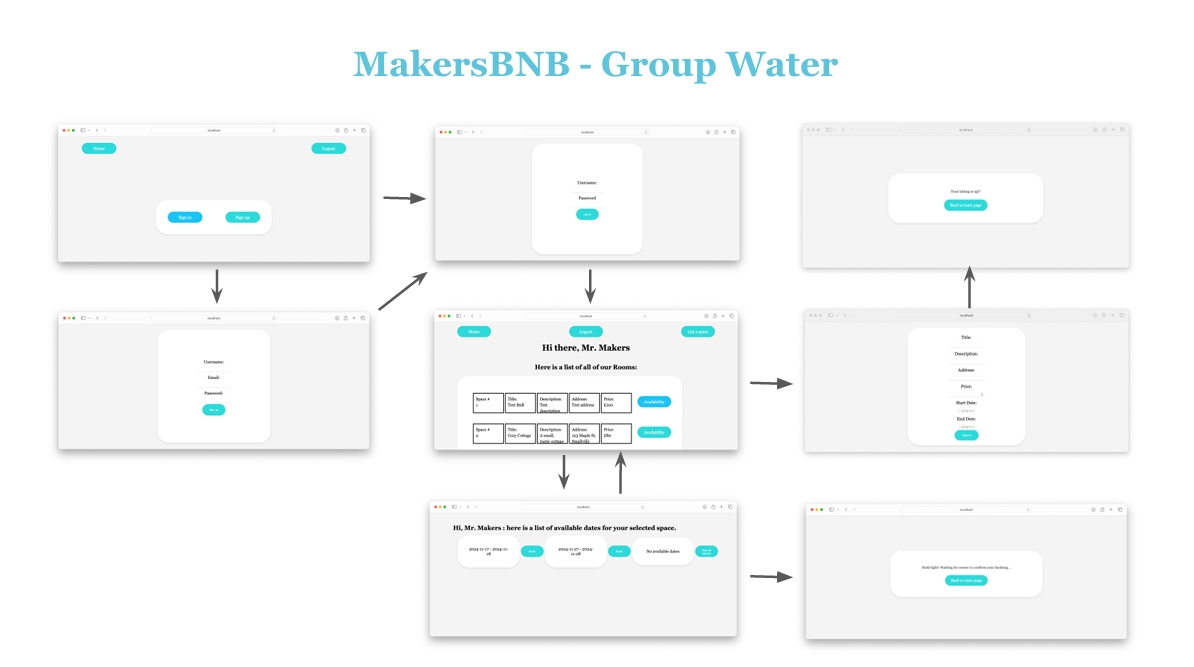 MakersBNB - Group Water
localhost
Home
Logout
Sign in
Sign up
localhost
Username:
Password
Log in
localhost
Your listing is up!!
Back to main page
localhost
Username:
Email:
Password:
Sign up
localhost
Home
Logout
List a space
Hi there, Mr. Makers
Here is a list of all of our Rooms:
Space #
1
Title:
Test BnB
Description:
Test
description
Address:
Test address
Price:
£100
Availability
Space #
2
Title:
Cozy Cottage
Description:
A small,
rustic cottage
Address:
123 Maple St,
Smallville
Price:
£80
Availability
localhost
Title:
Description:
Address:
Price:
Start Date:
End Date:
localhost
Hi, Mr. Makers : here is a list of available dates for your selected space.
2024-11-17 - 2024-11-
18
Book
2024-11-27 - 2024-
11-28
Book
No available dates
localhost
Hold tight! Waiting for owner to confirm your booking...
Back to main page